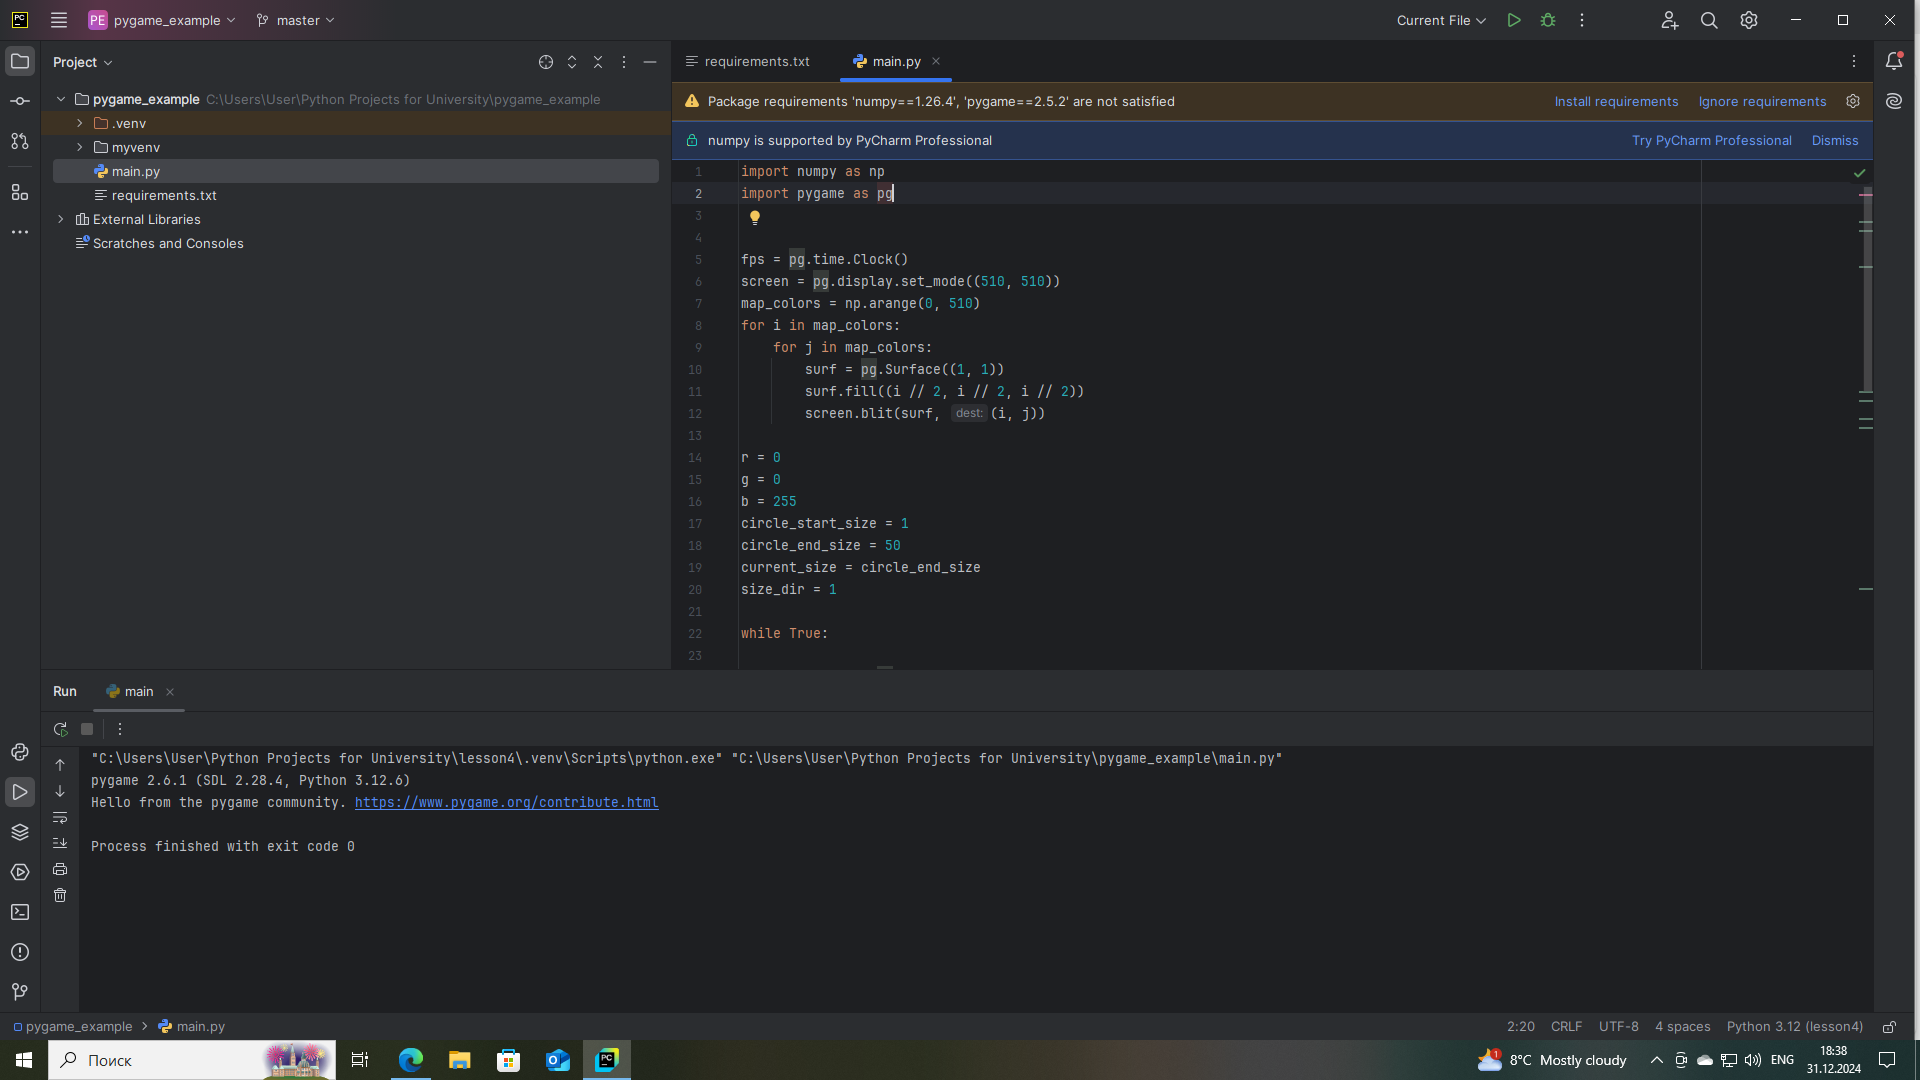 PC
PE pygame_example
master
Current File
Project
requirements.txt
main.py
Package requirements 'numpy==1.26.4', 'pygame==2.5.2' are not satisfied
Install requirements
Ignore requirements
numpy is supported by PyCharm Professional
Try PyCharm Professional
Dismiss
pygame_example C:\Users\User\Python Projects for University\pygame_example
.venv
myvenv
main.py
requirements.txt
External Libraries
Scratches and Consoles
1 import numpy as np
2 import pygame as pg
3
4
5 fps = pg.time.Clock()
6 screen = pg.display.set_mode((510, 510))
7 map_colors = np.arange(0, 510)
8 for i in map_colors:
9     for j in map_colors:
10         surf = pg.Surface((1, 1))
11         surf.fill((i // 2, i // 2, i // 2))
12         screen.blit(surf, dest: (i, j))
13
14 r = 0
15 g = 0
16 b = 255
17 circle_start_size = 1
18 circle_end_size = 50
19 current_size = circle_end_size
20 size_dir = 1
21
22 while True:
23
Run
main
"C:\Users\User\Python Projects for University\lesson4\.venv\Scripts\python.exe" "C:\Users\User\Python Projects for University\pygame_example\main.py"
pygame 2.6.1 (SDL 2.28.4, Python 3.12.6)
Hello from the pygame community. https://www.pygame.org/contribute.html
Process finished with exit code 0
pygame_example > main.py
2:20 CRLF UTF-8 4 spaces Python 3.12 (lesson4)
Поиск
PC
1
8°C Mostly cloudy
ENG
18:38
31.12.2024